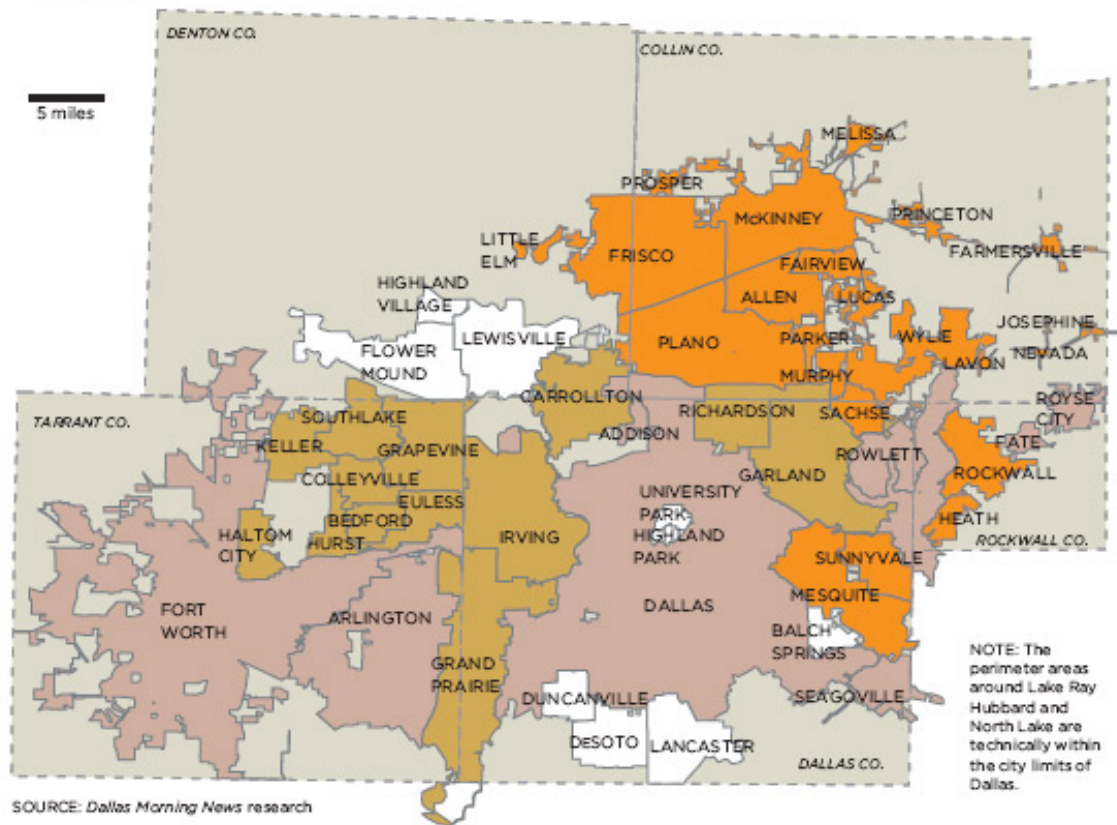 DENTON CO.
COLLIN CO.
5 miles
MELISSA
PROSPER
McKINNEY
PRINCETON
LITTLE
ELM
FRISCO
FARMERSVILLE
FAIRVIEW
HIGHLAND
VILLAGE
ALLEN
LUCAS
LEWISVILLE
PLANO
PARKER
WYLIE
JOSEPHINE
FLOWER
MOUND
NEVADA
LAVON
MURPHY
CARROLLTON
ROYSE
CITY
SOUTHLAKE
RICHARDSON
SACHSE
TARRANT CO.
ADDISON
KELLER
GRAPEVINE
FATE
ROWLETT
ROCKWALL
COLLEYVILLE
GARLAND
EULESS
UNIVERSITY
PARK
HIGHLAND
PARK
BEDFORD
HEATH
HALTOM
CITY
HURST
IRVING
ROCKWALL CO.
SUNNYVALE
MESQUITE
FORT
WORTH
ARLINGTON
DALLAS
BALCH
SPRINGS
GRAND
PRAIRIE
DUNCANVILLE
SEAGOVILLE
DeSOTO
LANCASTER
DALLAS CO.
NOTE: The
perimeter areas
around Lake Ray
Hubbard and
North Lake are
technically within
the city limits of
Dallas.
SOURCE: Dallas Morning News research